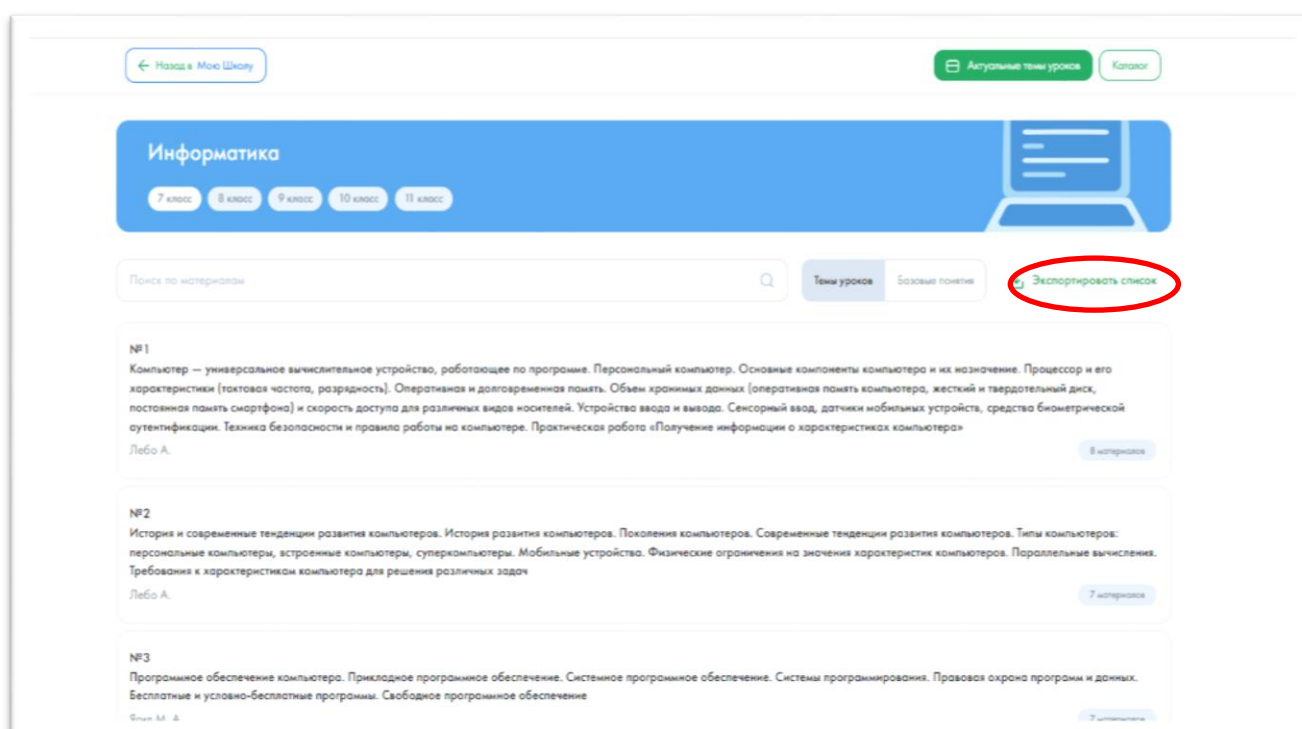 ← Назад в Мою Школу
Актуальные темы уроков
Каталог
Информатика
7 класс 8 класс 9 класс 10 класс 11 класс
Поиск по материалам
Темы уроков
Базовые понятия
Экспортировать список
№1
Компьютер — универсальное вычислительное устройство, работающее по программе. Персональный компьютер. Основные компоненты компьютера и их назначение. Процессор и его
характеристики (тактовая частота, разрядность). Оперативная и долговременная память. Объем хранимых данных (оперативная память компьютера, жесткий и твердотельный диск,
постоянная память смартфона) и скорость доступа для различных видов носителей. Устройства ввода и вывода. Сенсорный ввод, датчики мобильных устройств, средства биометрической
аутентификации. Техника безопасности и правила работы на компьютере. Практическая работа «Получение информации о характеристиках компьютера»
Лебо А.
8 материалов
№2
История и современные тенденции развития компьютеров. История развития компьютеров. Поколения компьютеров. Современные тенденции развития компьютеров. Типы компьютеров:
персональные компьютеры, встроенные компьютеры, суперкомпьютеры. Мобильные устройства. Физические ограничения на значения характеристик компьютеров. Параллельные вычисления.
Требования к характеристикам компьютера для решения различных задач
Лебо А.
7 материалов
№3
Программное обеспечение компьютера. Прикладное программное обеспечение. Системное программное обеспечение. Системы программирования. Правовая охрана программ и данных.
Бесплатные и условно-бесплатные программы. Свободное программное обеспечение
М. А.
7 материалов